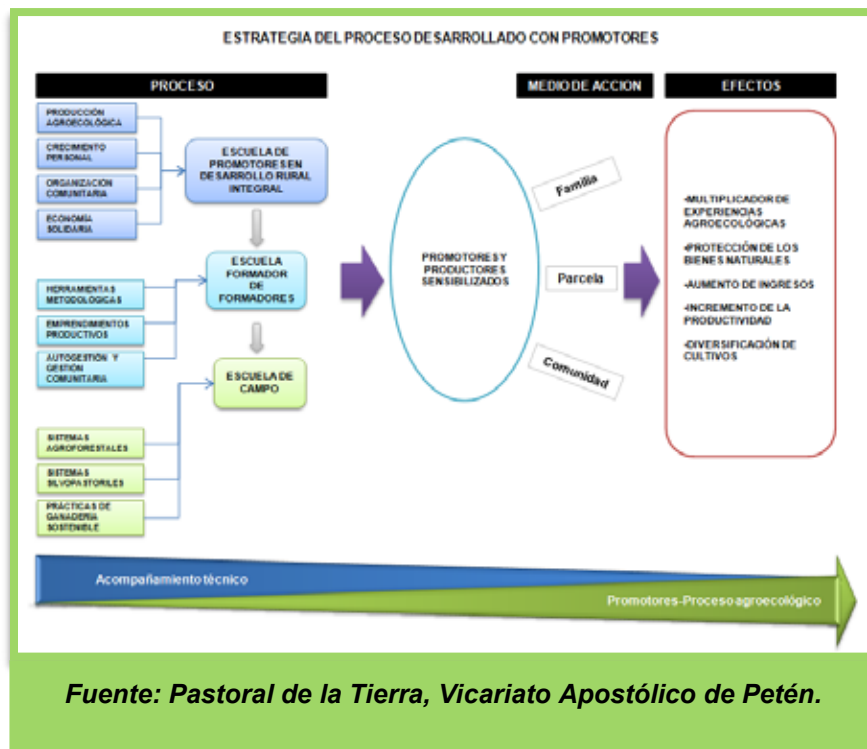 ESTRATEGIA DEL PROCESO DESARROLLADO CON PROMOTORES
PROCESO
MEDIO DE ACCION
EFECTOS
PRODUCCIÓN
AGROECOLÓGICA
CRECIMIENTO
PERSONAL
ORGANIZACIÓN
COMUNITARIA
ECONOMÍA
SOLIDARIA
ESCUELA DE
PROMOTORES EN
DESARROLLO RURAL
INTEGRAL
HERRAMIENTAS
METODOLÓGICAS
EMPRENDIMIENTOS
PRODUCTIVOS
AUTOGESTIÓN Y
GESTIÓN
COMUNITARIA
ESCUELA
FORMADOR
DE
FORMADORES
SISTEMAS
AGROFORESTALES
SISTEMAS
SILVOPASTORILES
PRÁCTICAS DE
GANADERÍA
SOSTENIBLE
ESCUELA DE
CAMPO
PROMOTORES Y
PRODUCTORES
SENSIBILIZADOS
Familia
Parcela
Comunidad
•MULTIPLICADOR DE
EXPERIENCIAS
AGROECOLÓGICAS
•PROTECCIÓN DE LOS
BIENES NATURALES
•AUMENTO DE INGRESOS
•INCREMENTO DE LA
PRODUCTIVIDAD
•DIVERSIFICACIÓN DE
CULTIVOS
Acompañamiento técnico
Promotores-Proceso agroecológico
Fuente: Pastoral de la Tierra, Vicariato Apostólico de Petén.